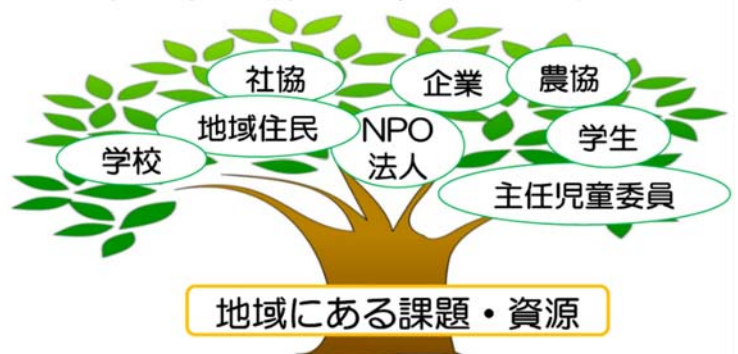 社協
企業
農協
地域住民
NPO
法人
学生
学校
主任児童委員
地域にある課題・資源